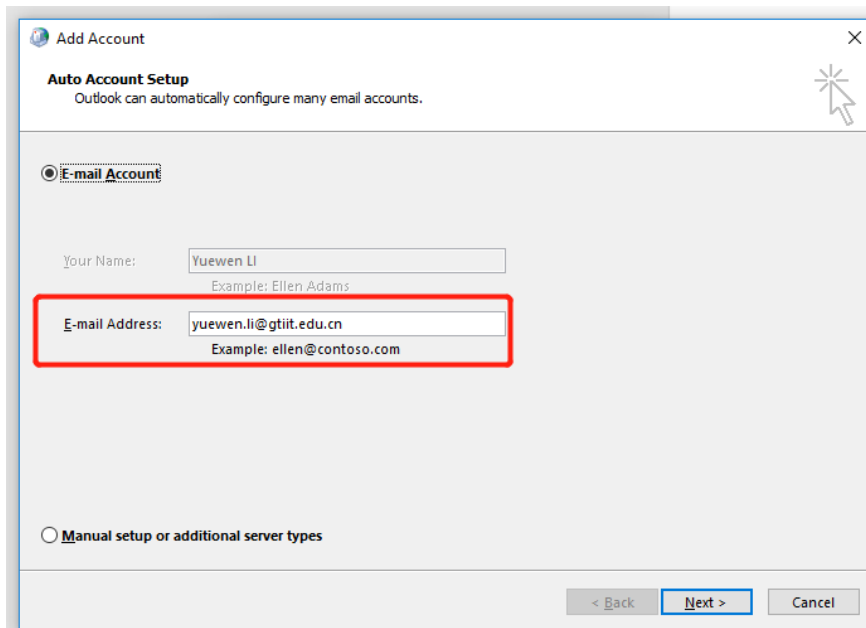 Add Account
Auto Account Setup
Outlook can automatically configure many email accounts.
E-mail Account
Your Name: Yuewen LI
Example: Ellen Adams
E-mail Address: yuewen.li@gtiit.edu.cn
Example: ellen@contoso.com
Manual setup or additional server types
< Back Next > Cancel